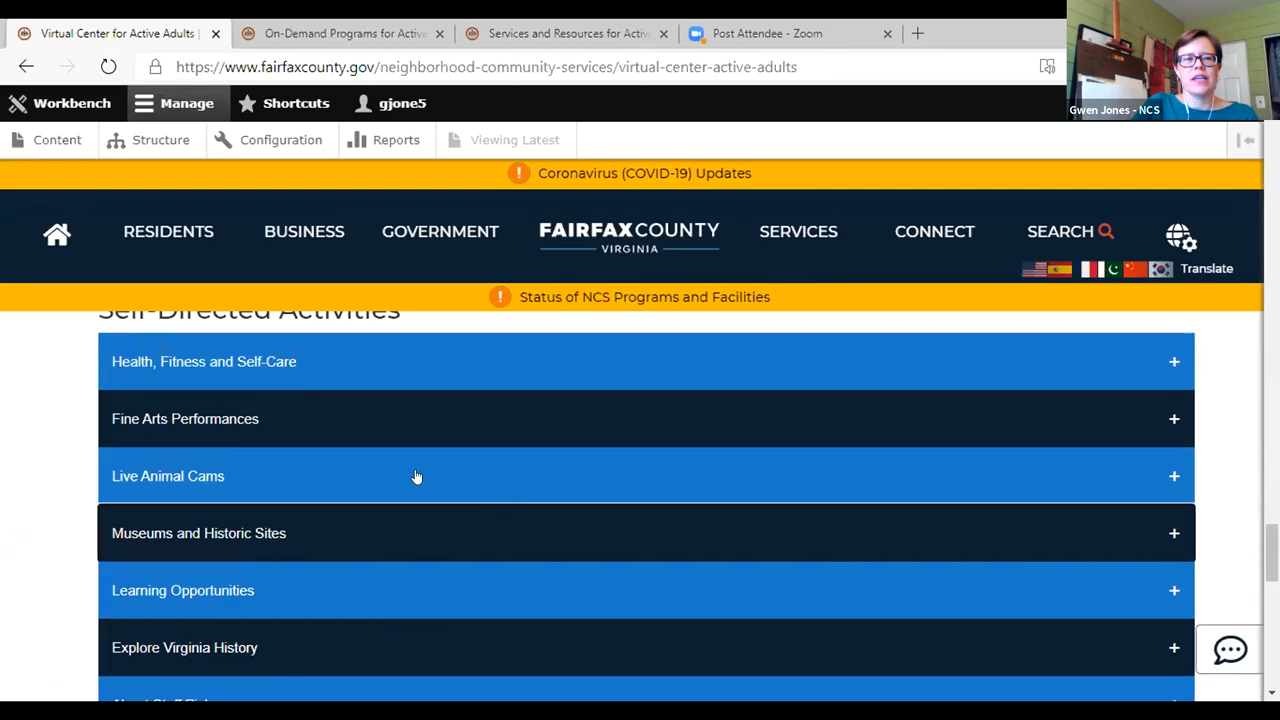 Virtual Center for Active Adults |
On-Demand Programs for Active
Services and Resources for Activ
Post Attendee - Zoom
https://www.fairfaxcounty.gov/neighborhood-community-services/virtual-center-active-adults
Gwen Jones - NCS
Workbench
Manage
Shortcuts
gjone5
Content
Structure
Configuration
Reports
Viewing Latest
Coronavirus (COVID-19) Updates
RESIDENTS
BUSINESS
GOVERNMENT
FAIRFAX COUNTY
VIRGINIA
SERVICES
CONNECT
SEARCH
Translate
Status of NCS Programs and Facilities
Self-Directed Activities
Health, Fitness and Self-Care
Fine Arts Performances
Live Animal Cams
Museums and Historic Sites
Learning Opportunities
Explore Virginia History